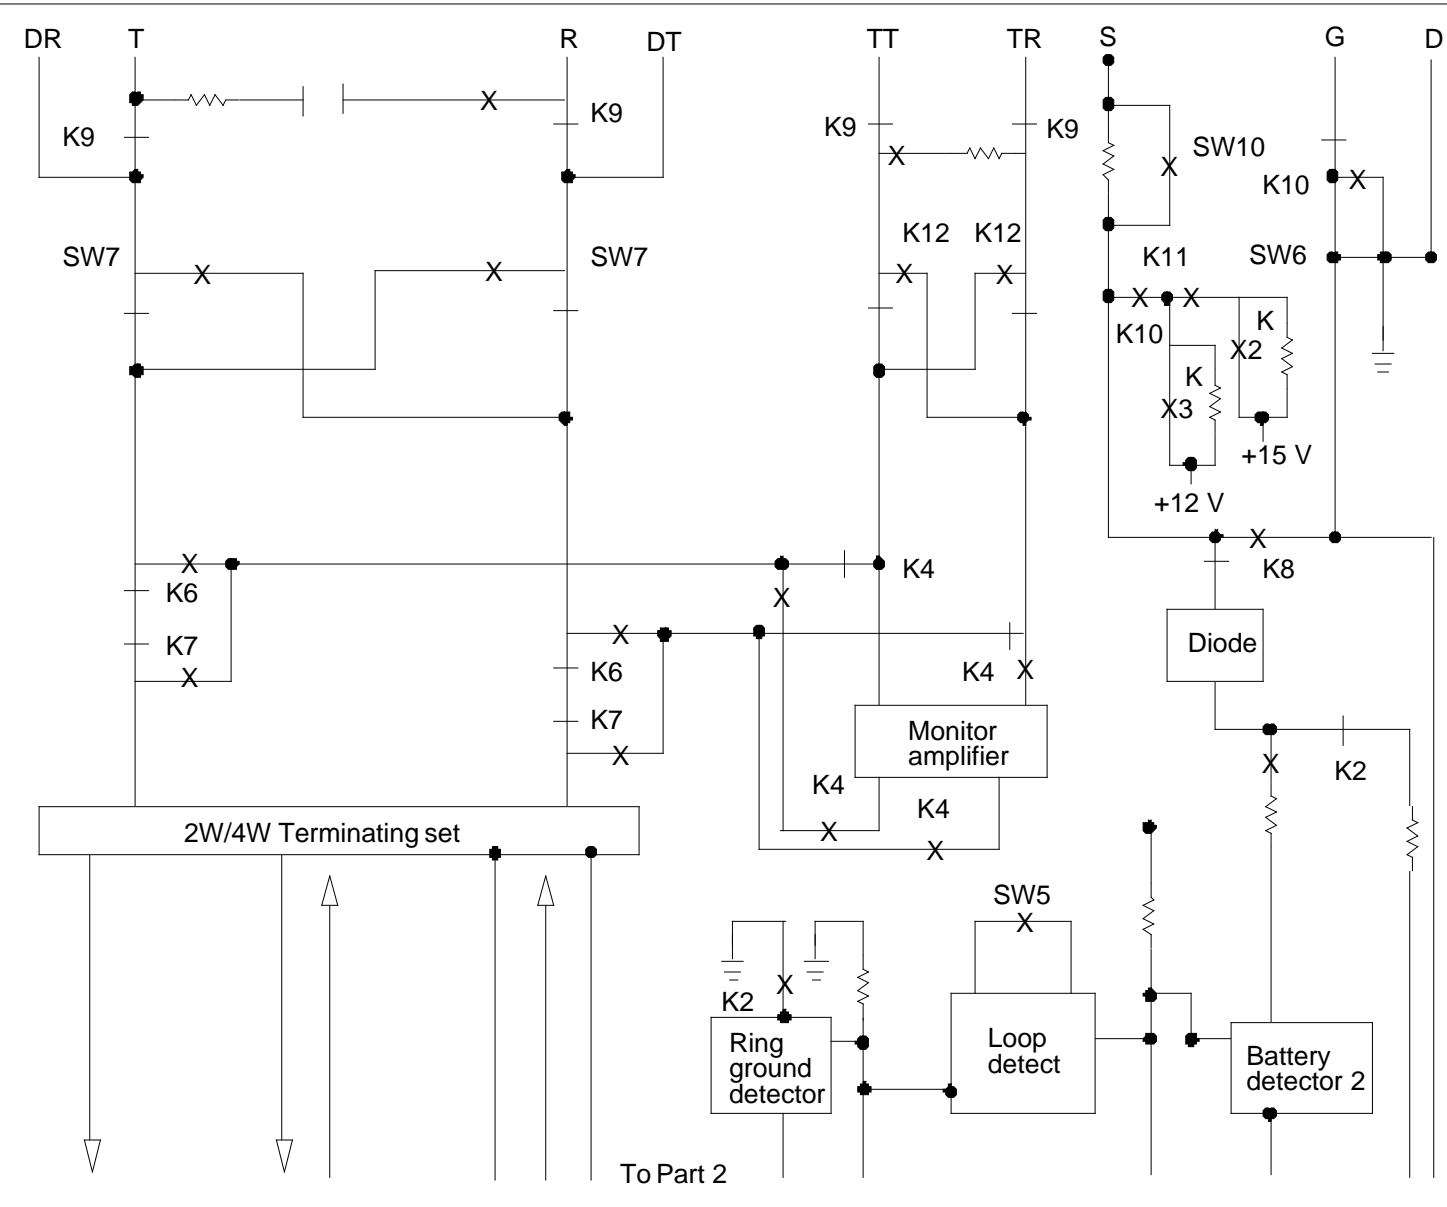 DR T R DT TT TR S G D
K9
K9
K9
K9
SW10
K10
SW7
SW7
K12 K12
K11
SW6
K10
K
X2
K
X3
+15 V
+12 V
K4
K8
K6
K7
K6
K7
K4
Diode
Monitor
amplifier
K2
K4
K4
2W/4W Terminating set
SW5
K2
Ring
ground
detector
Loop
detect
Battery
detector 2
To Part 2